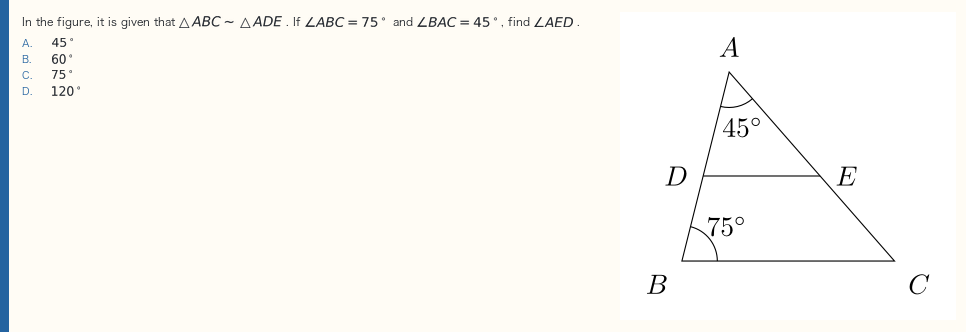 In the figure, it is given that △ABC ~ △ADE. If ∠ABC = 75° and ∠BAC = 45°, find ∠AED.
A. 45°
B. 60°
C. 75°
D. 120°
A
45°
D
E
75°
B
C